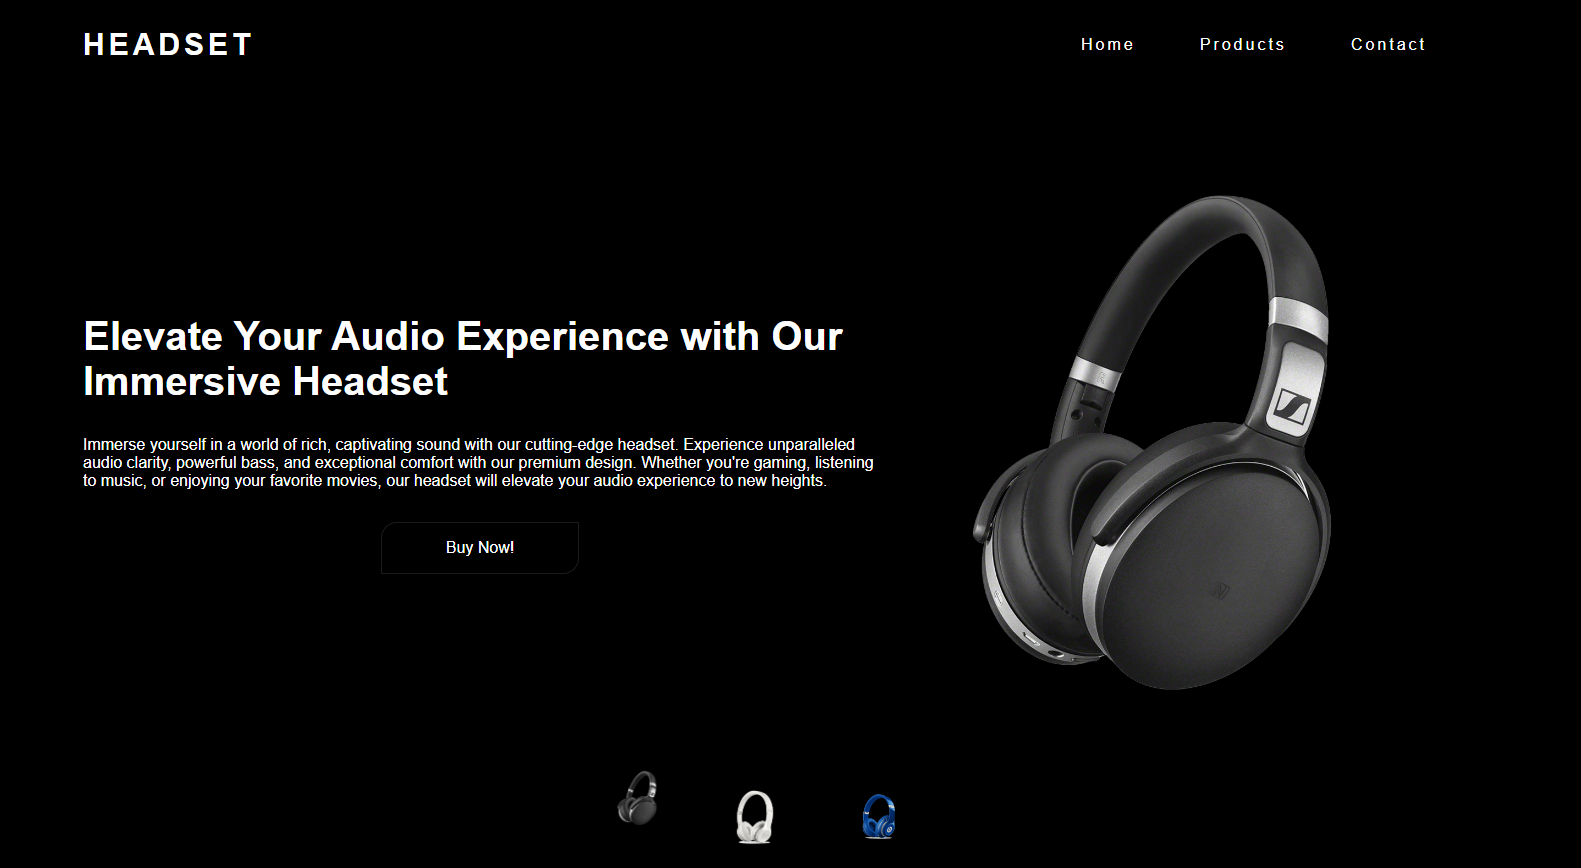 HEADSET
Home Products Contact
Elevate Your Audio Experience with Our
Immersive Headset
Immerse yourself in a world of rich, captivating sound with our cutting-edge headset. Experience unparalleled
audio clarity, powerful bass, and exceptional comfort with our premium design. Whether you're gaming, listening
to music, or enjoying your favorite movies, our headset will elevate your audio experience to new heights.
Buy Now!